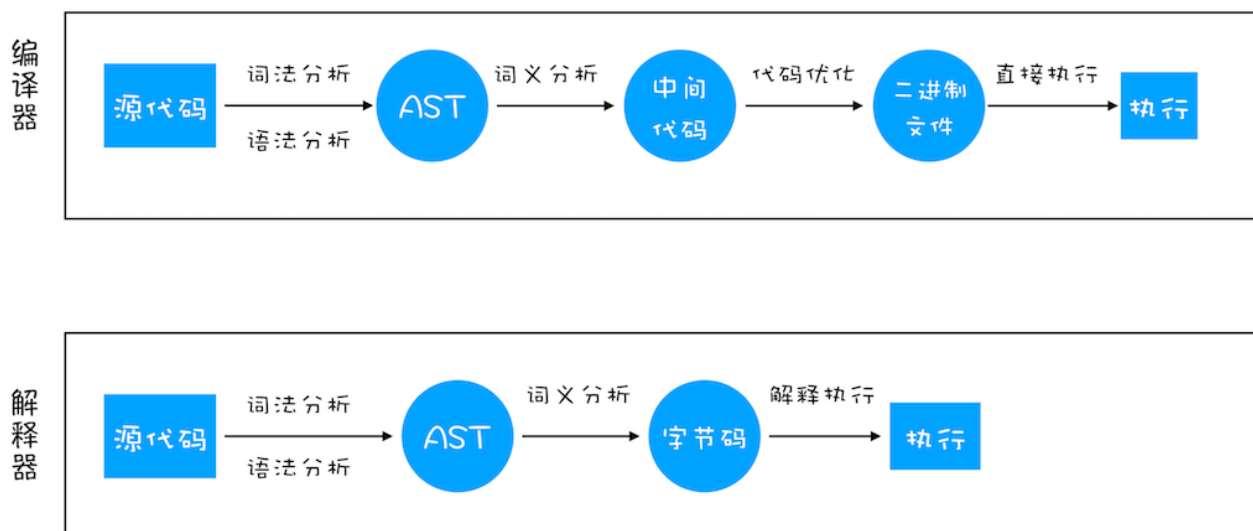 编译器
源代码
词法分析
语法分析
AST
词义分析
中间
代码
代码优化
二进制
文件
直接执行
执行
解释器
源代码
词法分析
语法分析
AST
词义分析
字节码
解释执行
执行